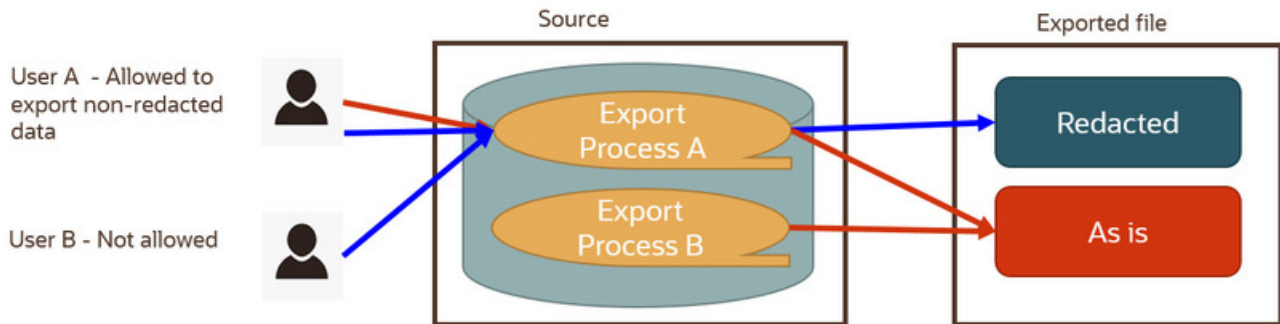 Source
Exported file
User A - Allowed to
export non-redacted
data
Export
Process A
Redacted
Export
Process B
As is
User B - Not allowed